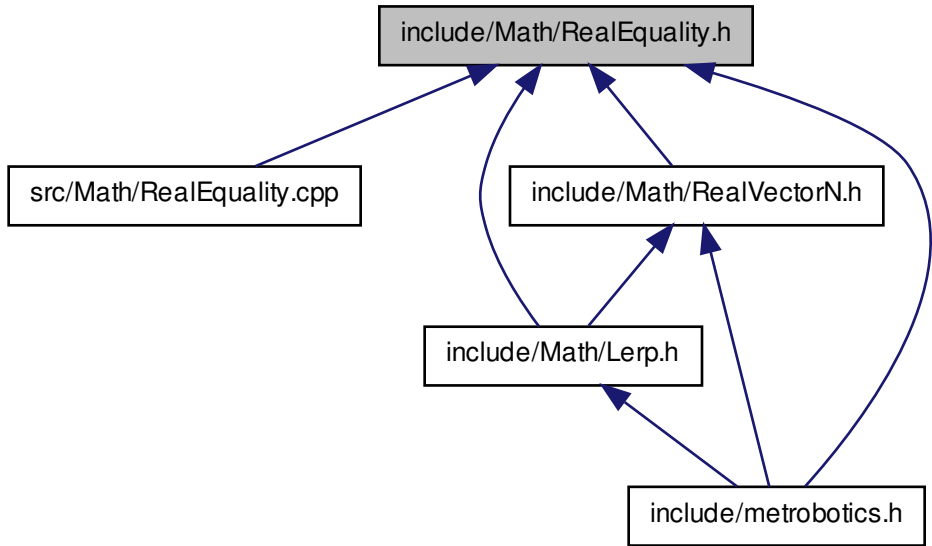 include/Math/RealEquality.h
src/Math/RealEquality.cpp
include/Math/RealVectorN.h
include/Math/Lerp.h
include/metrobotics.h